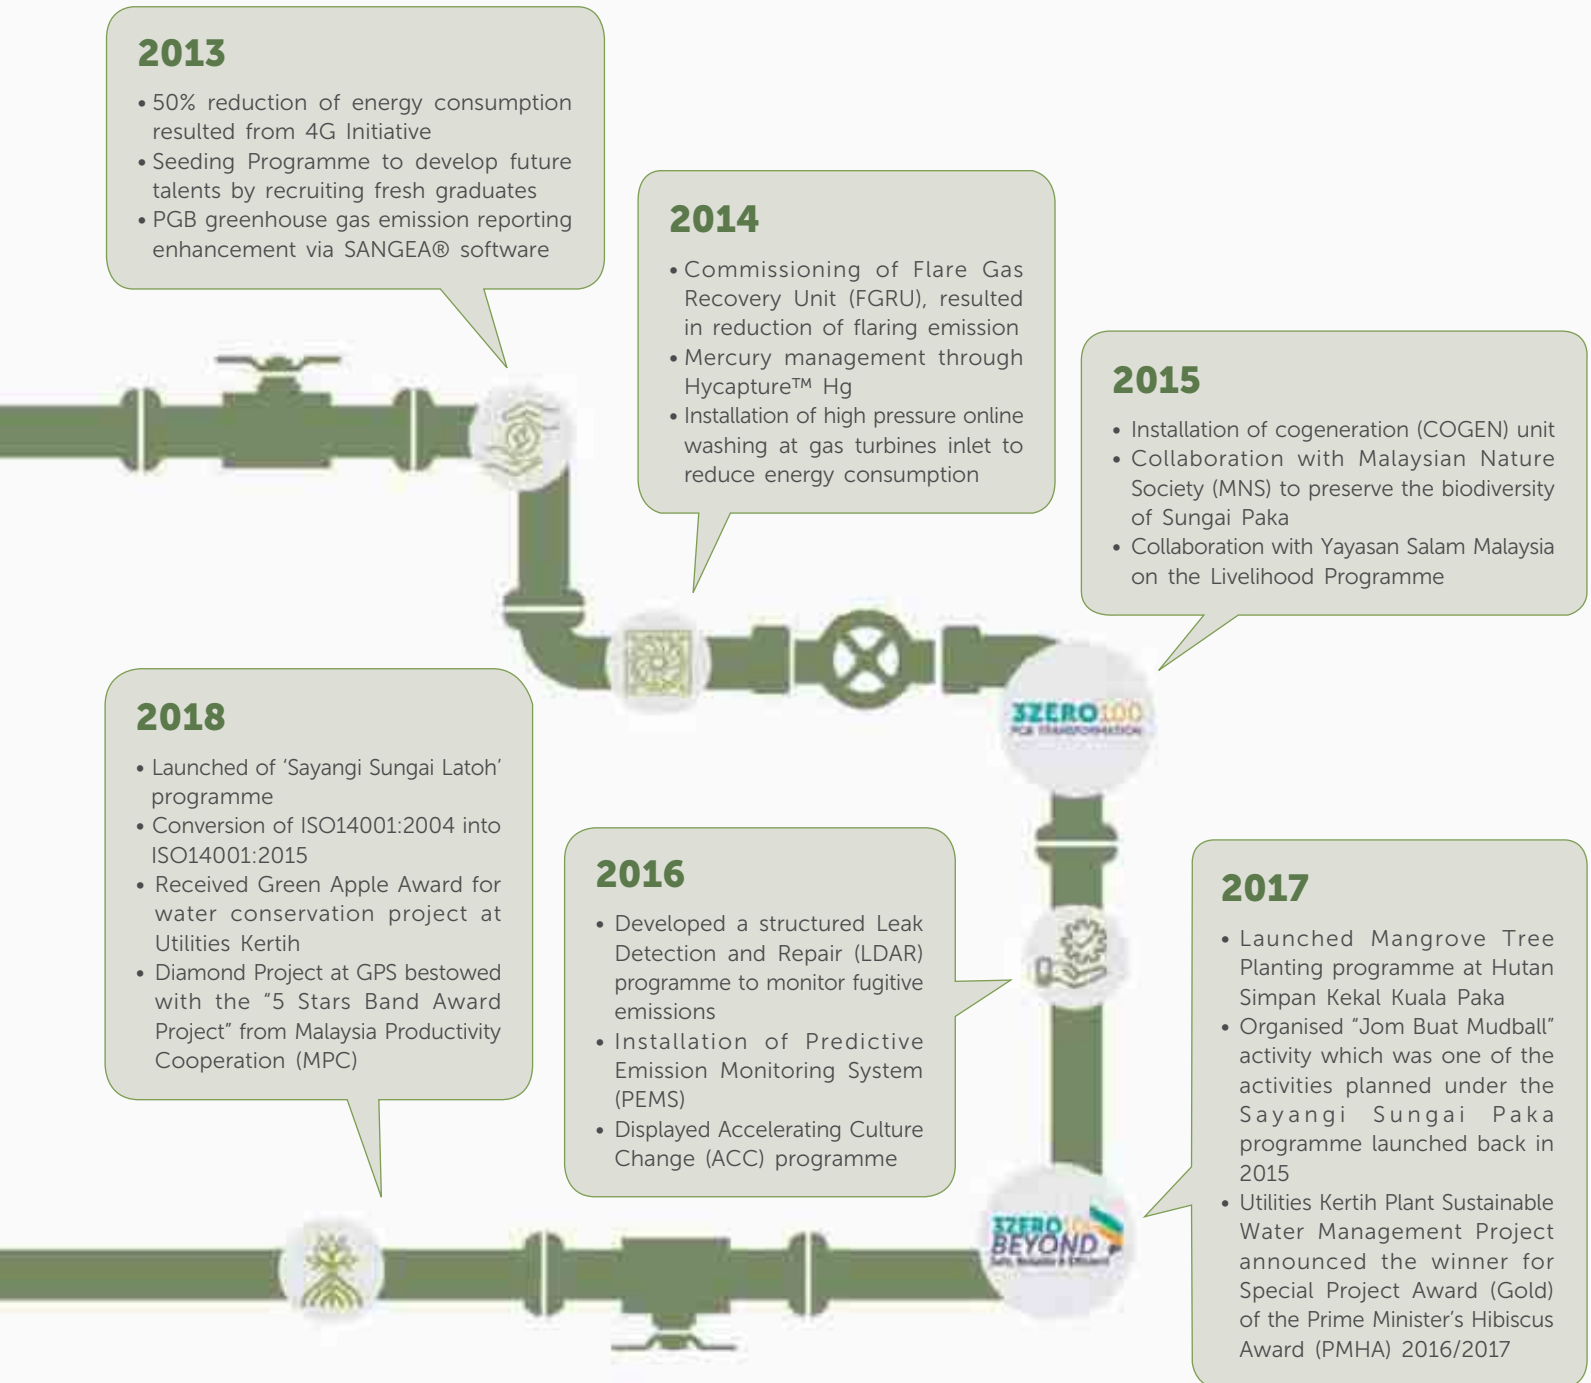 2013
• 50% reduction of energy consumption
resulted from 4G Initiative
• Seeding Programme to develop future
talents by recruiting fresh graduates
• PGB greenhouse gas emission reporting
enhancement via SANGEA® software
2014
• Commissioning of Flare Gas
Recovery Unit (FGRU), resulted
in reduction of flaring emission
• Mercury management through
Hycapture™ Hg
• Installation of high pressure online
washing at gas turbines inlet to
reduce energy consumption
2015
• Installation of cogeneration (COGEN) unit
• Collaboration with Malaysian Nature
Society (MNS) to preserve the biodiversity
of Sungai Paka
• Collaboration with Yayasan Salam Malaysia
on the Livelihood Programme
3ZERO100
PGB TRANSFORMATION
2016
• Developed a structured Leak
Detection and Repair (LDAR)
programme to monitor fugitive
emissions
• Installation of Predictive
Emission Monitoring System
(PEMS)
• Displayed Accelerating Culture
Change (ACC) programme
2017
• Launched Mangrove Tree
Planting programme at Hutan
Simpan Kekal Kuala Paka
• Organised “Jom Buat Mudball”
activity which was one of the
activities planned under the
Sayangi Sungai Paka
programme launched back in
2015
• Utilities Kertih Plant Sustainable
Water Management Project
announced the winner for
Special Project Award (Gold)
of the Prime Minister’s Hibiscus
Award (PMHA) 2016/2017
3ZERO100
BEYOND
Safe, Reliable & Efficient
2018
• Launched of ‘Sayangi Sungai Latoh’
programme
• Conversion of ISO14001:2004 into
ISO14001:2015
• Received Green Apple Award for
water conservation project at
Utilities Kertih
• Diamond Project at GPS bestowed
with the “5 Stars Band Award
Project” from Malaysia Productivity
Cooperation (MPC)